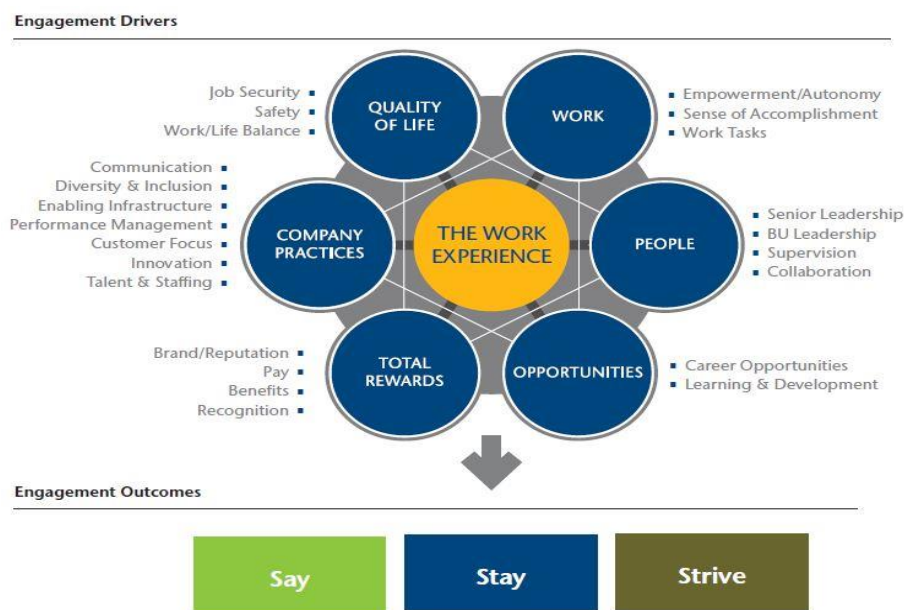 Engagement Drivers
Job Security
Safety
Work/Life Balance
QUALITY
OF LIFE
WORK
Empowerment/Autonomy
Sense of Accomplishment
Work Tasks
Communication
Diversity & Inclusion
Enabling Infrastructure
Performance Management
Customer Focus
Innovation
Talent & Staffing
COMPANY
PRACTICES
THE WORK
EXPERIENCE
PEOPLE
Senior Leadership
BU Leadership
Supervision
Collaboration
Brand/Reputation
Pay
Benefits
Recognition
TOTAL
REWARDS
OPPORTUNITIES
Career Opportunities
Learning & Development
Engagement Outcomes
Say
Stay
Strive